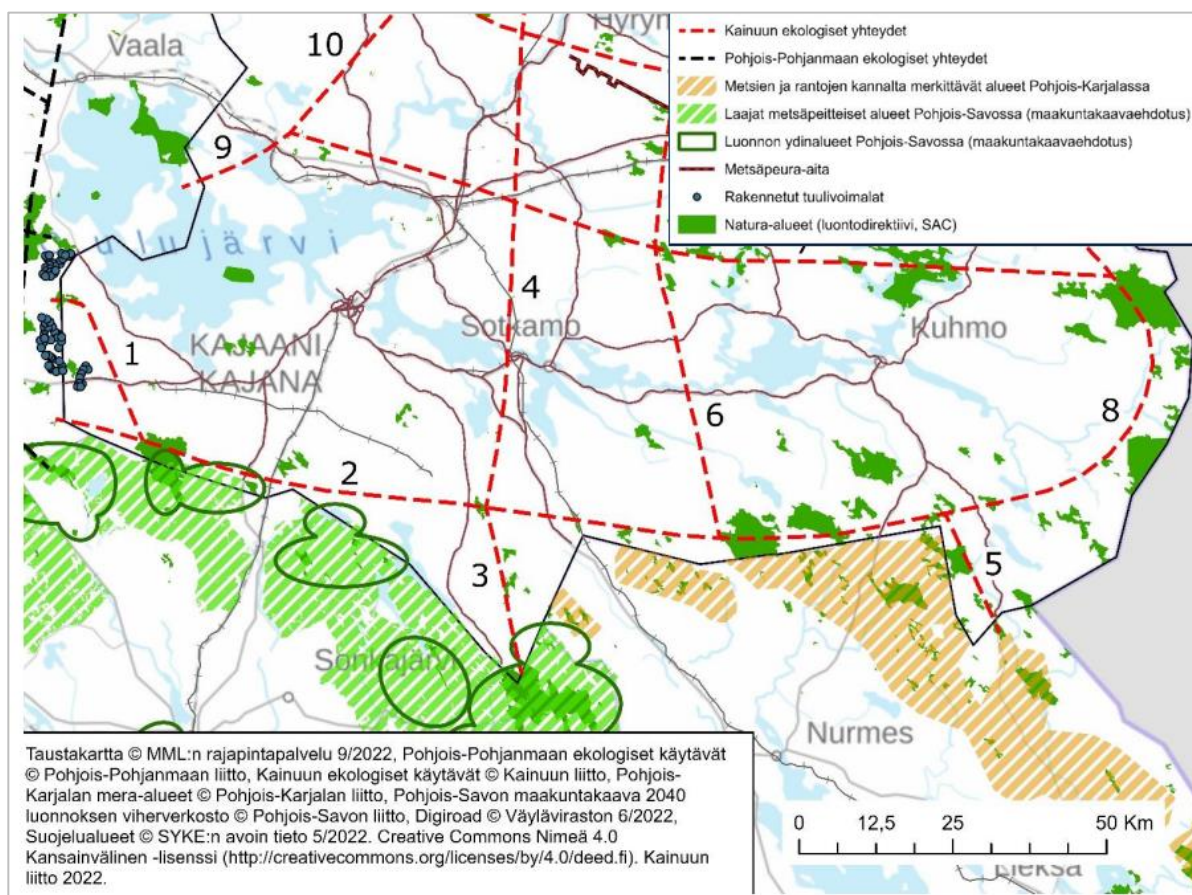 Vaala
10
Hyryn
Kainuun ekologiset yhteydet
Pohjois-Pohjanmaan ekologiset yhteydet
Metsien ja rantojen kannalta merkittävät alueet Pohjois-Karjalassa
Laajat metsäpeitteiset alueet Pohjois-Savossa (maakuntakaavaehdotus)
Luonnon ydinalueet Pohjois-Savossa (maakuntakaavaehdotus)
Metsäpeura-aita
Rakennetut tuulivoimalat
Natura-alueet (luontodirektiivi, SAC)
9
ulujärvi
4
1
KAJAANI
KAJANA
Sotkamo
Kuhmo
6
8
2
3
5
Sonkajärvi
Nurmes
Taustakartta © MML:n rajapintapalvelu 9/2022, Pohjois-Pohjanmaan ekologiset käytävät
© Pohjois-Pohjanmaan liitto, Kainuun ekologiset käytävät © Kainuun liitto, Pohjois-
Karjalan mera-alueet © Pohjois-Karjalan liitto, Pohjois-Savon maakuntakaava 2040
luonnoksen viherverkosto © Pohjois-Savon liitto, Digiroad © Väyläviraston 6/2022,
Suojelualueet © SYKE:n avoin tieto 5/2022. Creative Commons Nimeä 4.0
Kansainvälinen -lisenssi (http://creativecommons.org/licenses/by/4.0/deed.fi). Kainuun
liitto 2022.
0 12,5 25 50 Km